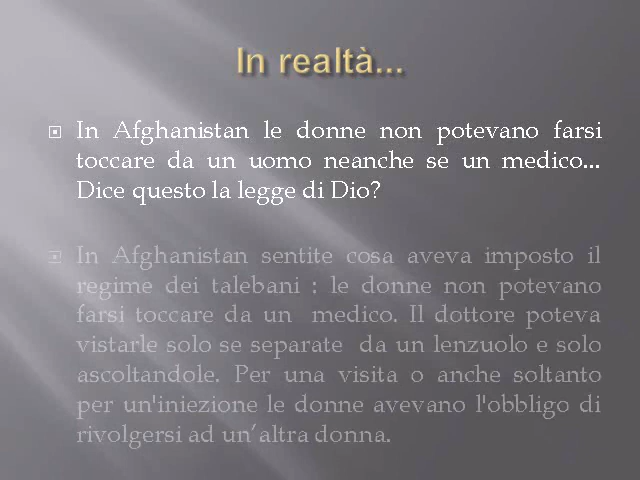 In realtà...
In Afghanistan le donne non potevano farsi
toccare da un uomo neanche se un medico...
Dice questo la legge di Dio?
In Afghanistan sentite cosa aveva imposto il
regime dei talebani : le donne non potevano
farsi toccare da un medico. Il dottore poteva
vistarle solo se separate da un lenzuolo e solo
ascoltandole. Per una visita o anche soltanto
per un'iniezione le donne avevano l'obbligo di
rivolgersi ad un’altra donna.